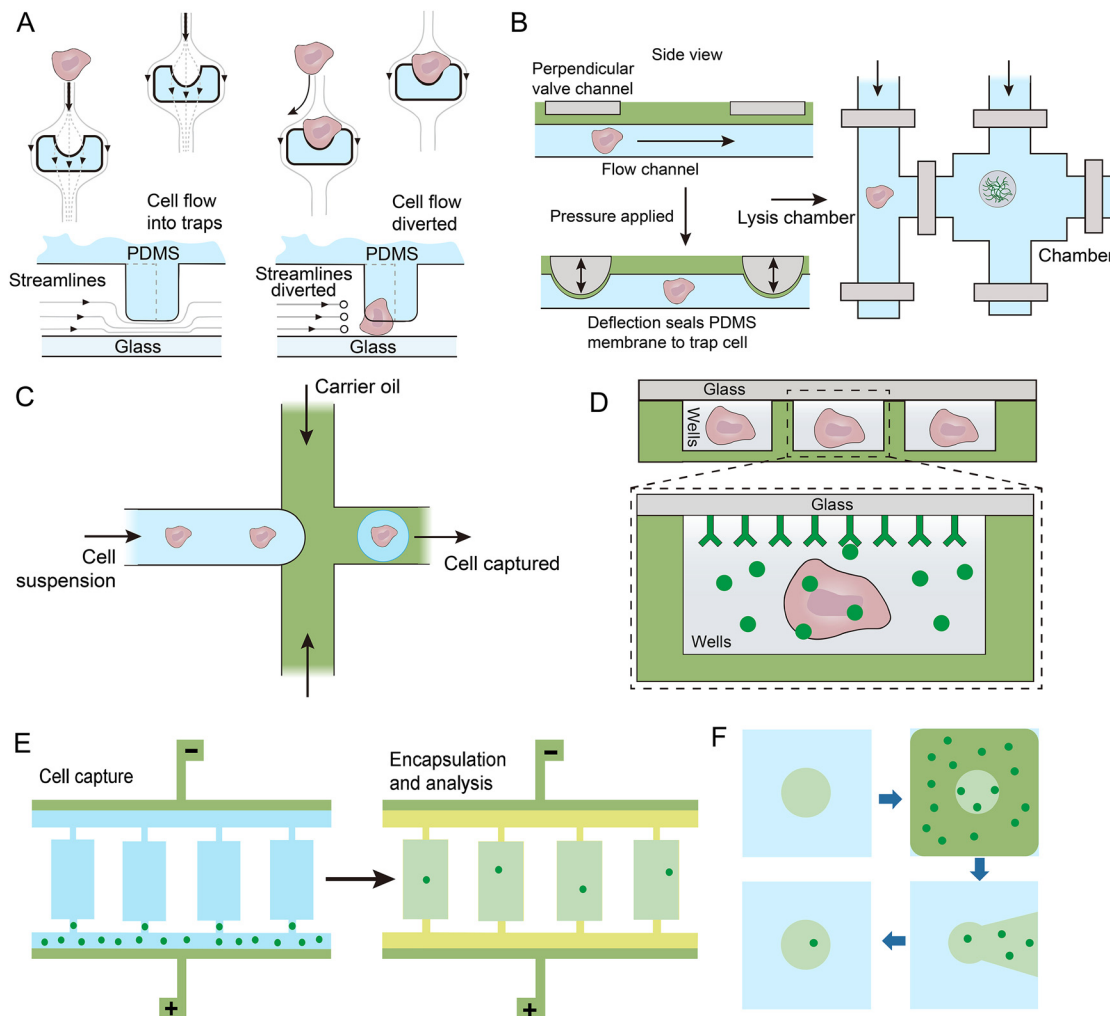 A
Cell flow
into traps
PDMS
Streamlines
Glass
Cell flow
diverted
PDMS
Streamlines
diverted
Glass
B
Side view
Perpendicular
valve channel
Flow channel
Pressure applied
Deflection seals PDMS
membrane to trap cell
Lysis chamber
Chamber
C
Carrier oil
Cell
suspension
Cell captured
D
Glass
Wells
Glass
Wells
E
Cell capture
-
+
Encapsulation
and analysis
-
+
F